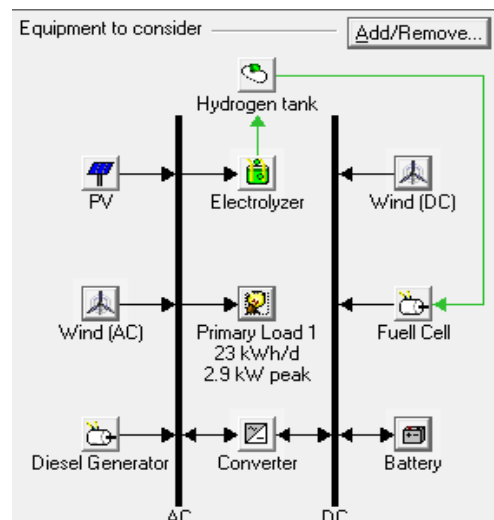 Equipment to consider Add/Remove...
Hydrogen tank
PV Electrolyzer Wind (DC)
Wind (AC) Primary Load 1 Fuell Cell
23 kWh/d
2.9 kW peak
Diesel Generator Converter Battery
AC DC